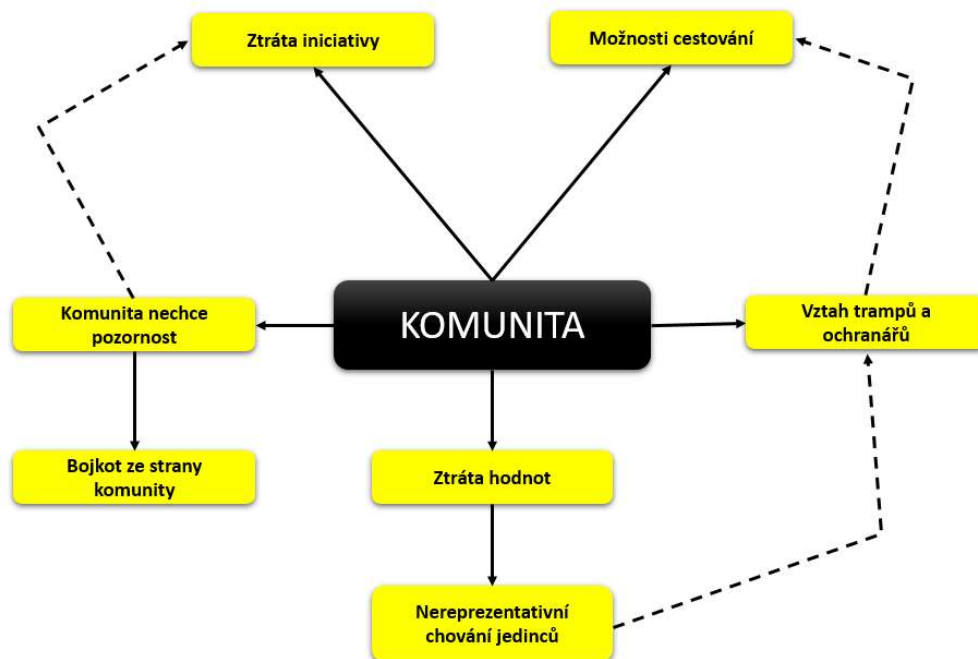 Ztráta iniciativy
Možnosti cestování
Komunita nechce
pozornost
KOMUNITA
Vztah trampů a
ochranářů
Bojkot ze strany
komunity
Ztráta hodnot
Nereprezentativní
chování jedinců